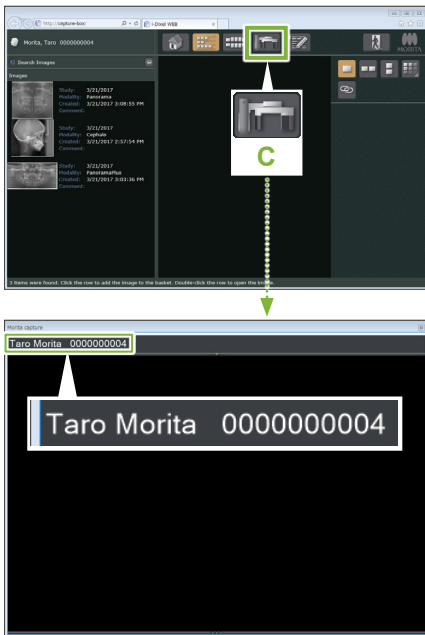 http://capture-box/
i-Dixel WEB
Morita, Taro 0000000004
MORITA
Search Images
Images
Study: 3/21/2017
Modality: Panorama
Created: 3/21/2017 3:08:55 PM
Comment:
Study: 3/21/2017
Modality: Cephalo
Created: 3/21/2017 2:57:54 PM
Comment:
Study: 3/21/2017
Modality: PanoramaPlus
Created: 3/21/2017 3:03:36 PM
Comment:
C
3 items were found. Click the row to add the image to the basket. Double-click the row to open the image.
Morita capture
Taro Morita 0000000004
Taro Morita 0000000004